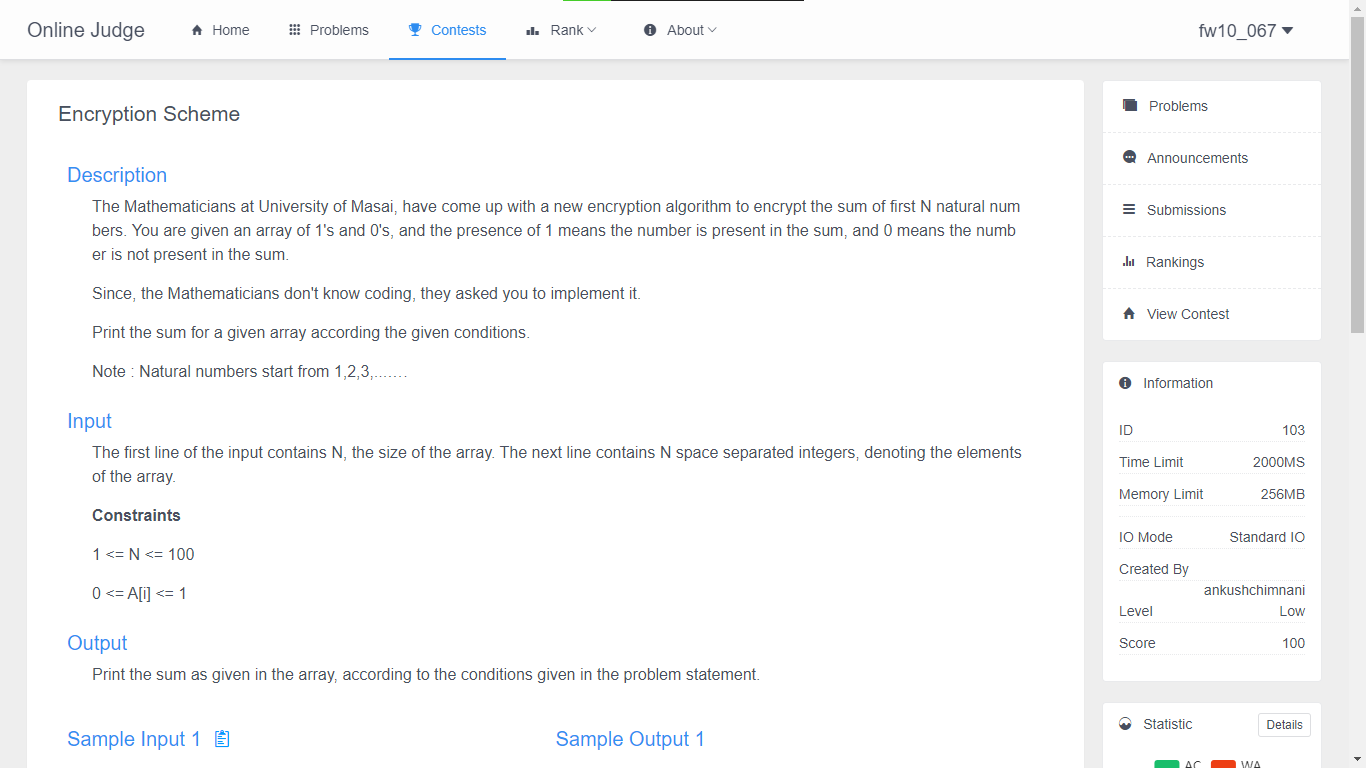 Online Judge Home Problems Contests Rank About fw10_067
Encryption Scheme
Description
The Mathematicians at University of Masai, have come up with a new encryption algorithm to encrypt the sum of first N natural num
bers. You are given an array of 1's and 0's, and the presence of 1 means the number is present in the sum, and 0 means the numb
er is not present in the sum.
Since, the Mathematicians don't know coding, they asked you to implement it.
Print the sum for a given array according the given conditions.
Note : Natural numbers start from 1,2,3,.……
Input
The first line of the input contains N, the size of the array. The next line contains N space separated integers, denoting the elements
of the array.
Constraints
1 <= N <= 100
0 <= A[i] <= 1
Output
Print the sum as given in the array, according to the conditions given in the problem statement.
Sample Input 1 Sample Output 1
Problems
Announcements
Submissions
Rankings
View Contest
Information
ID 103
Time Limit 2000MS
Memory Limit 256MB
IO Mode Standard IO
Created By
ankushchimnani
Level Low
Score 100
Statistic Details
AC WA